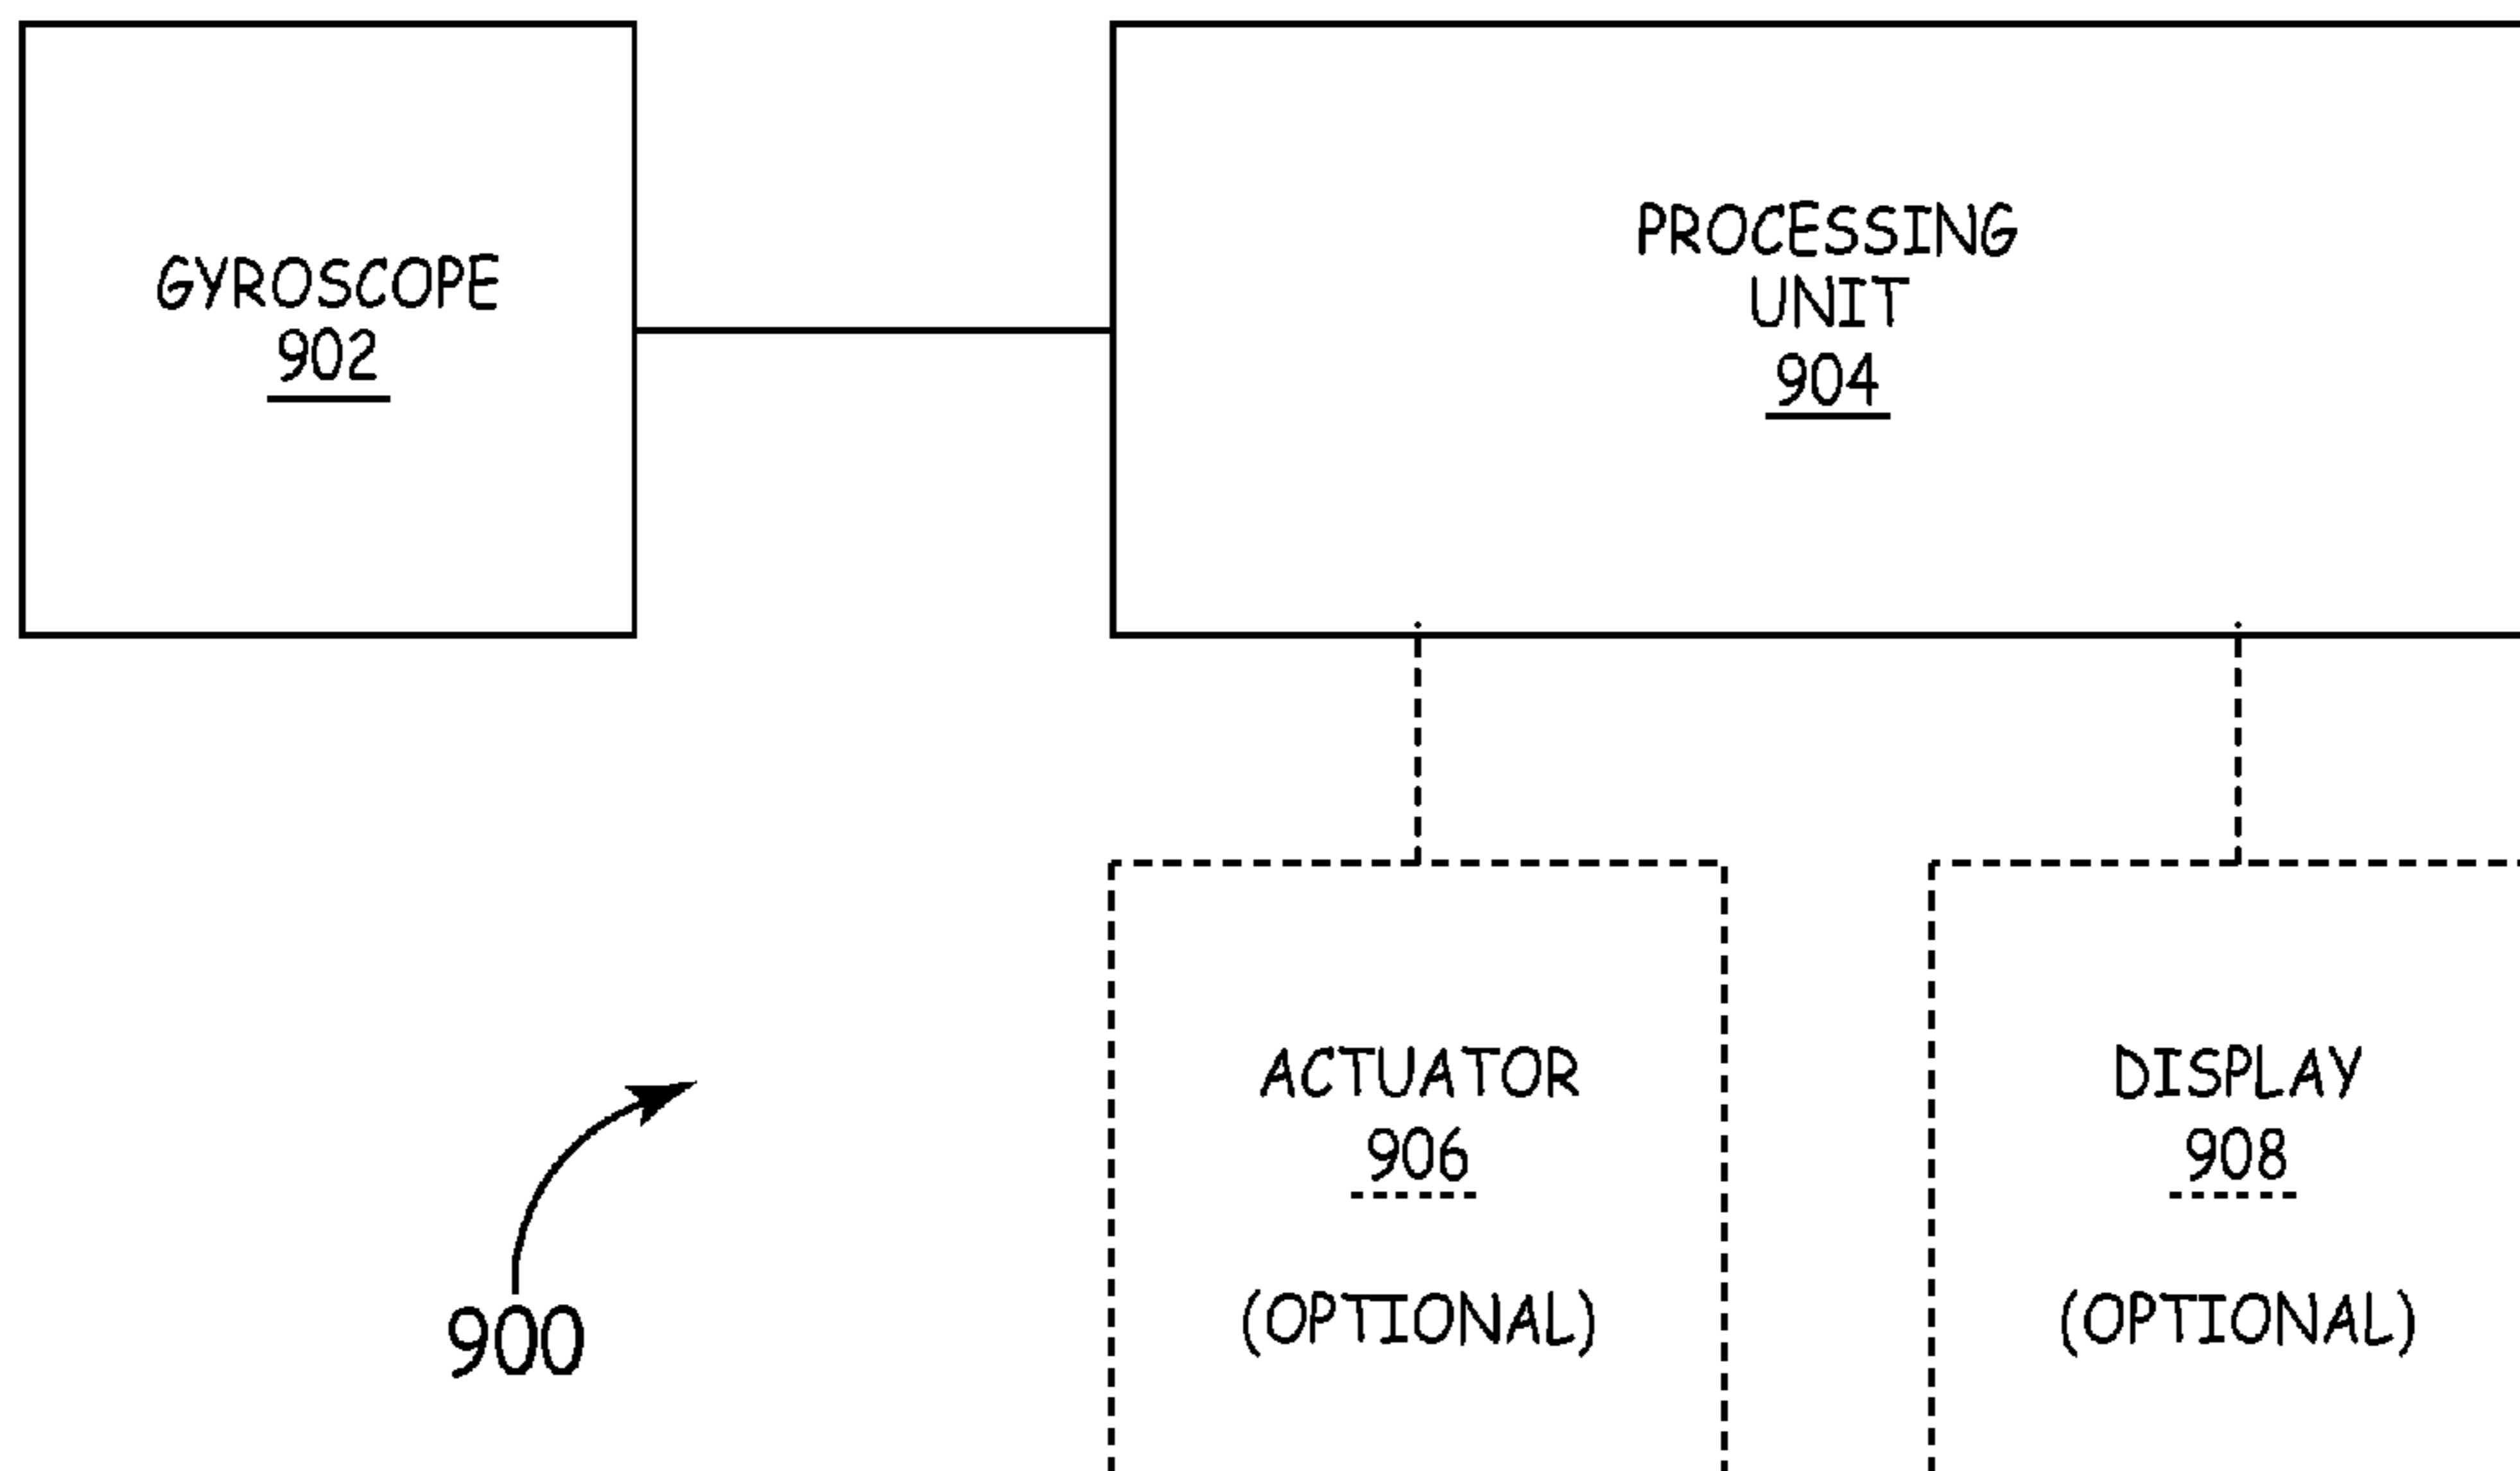 GYROSCOPE
902
PROCESSING
UNIT
904
ACTUATOR
906
(OPTIONAL)
DISPLAY
908
(OPTIONAL)
900